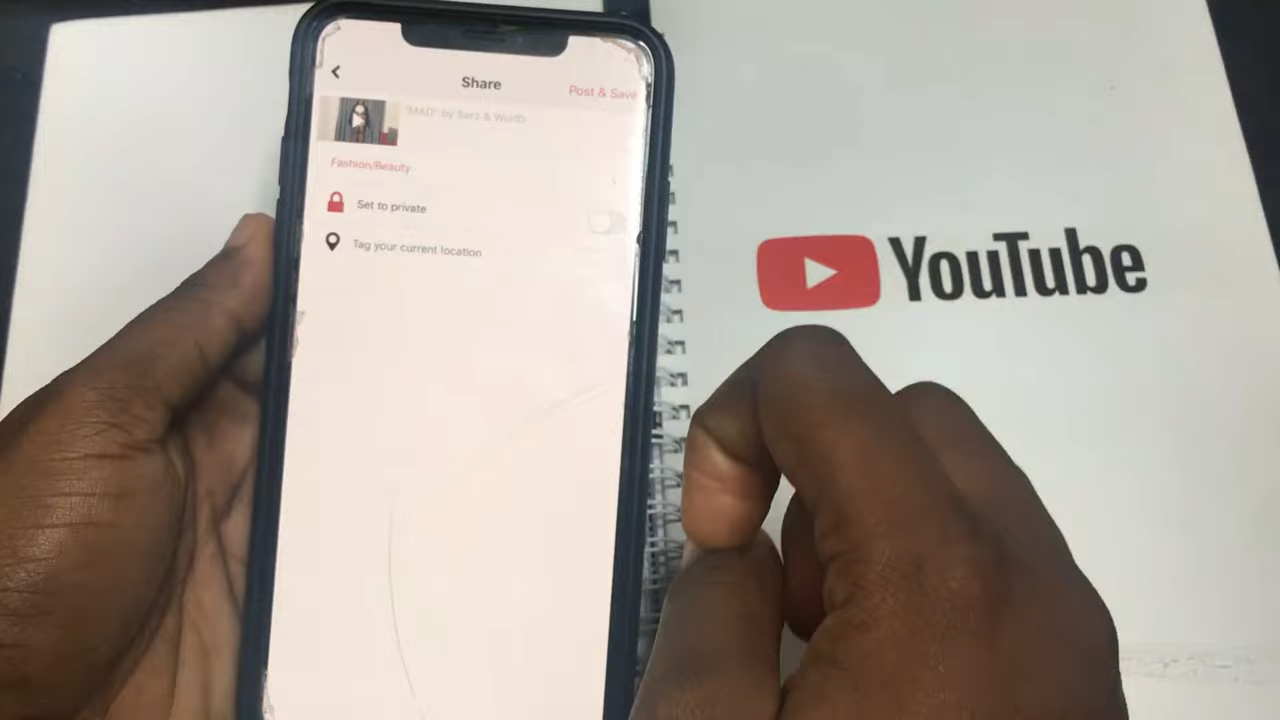 Share
Post & Save
"MAD" by Sarz & WurlD
Fashion/Beauty
Set to private
Tag your current location
YouTube